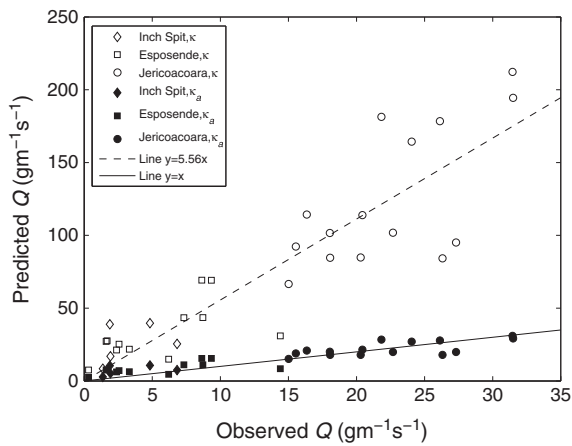 250
200
150
100
50
0
Predicted Q (gm⁻¹s⁻¹)
Inch Spit,κ
Esposende,κ
Jericoacoara,κ
Inch Spit,κₐ
Esposende,κₐ
Jericoacoara,κₐ
Line y=5.56x
Line y=x
0 5 10 15 20 25 30 35
Observed Q (gm⁻¹s⁻¹)